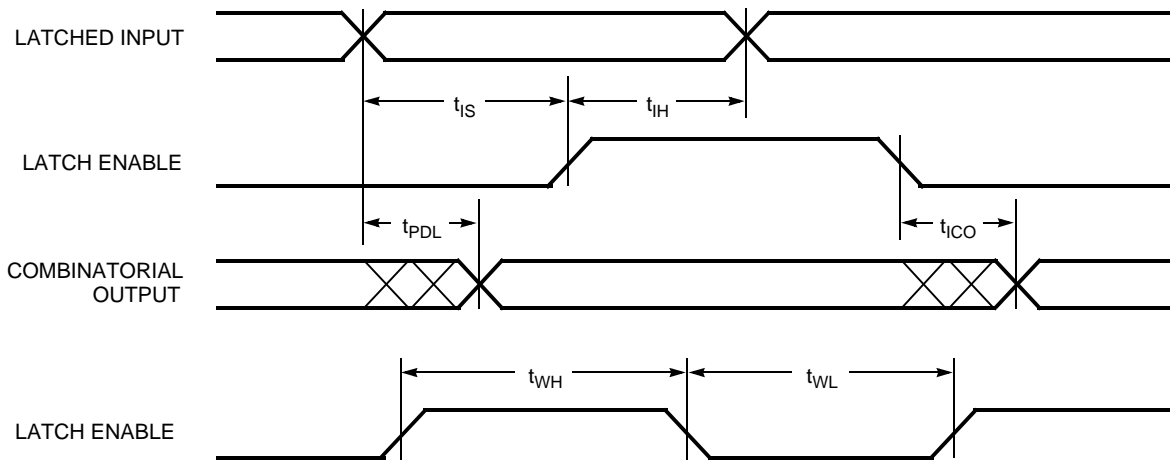 LATCHED INPUT
t_IS
t_IH
LATCH ENABLE
t_PDL
t_ICO
COMBINATORIAL
OUTPUT
t_WH
t_WL
LATCH ENABLE